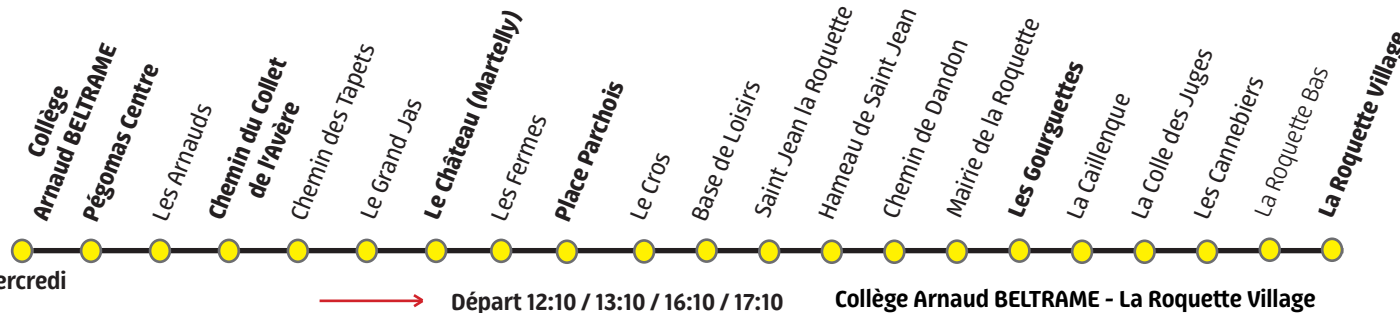 Collège
Arnaud BELTRAME
Pégomas Centre
Les Arnauds
Chemin du Collet
de l'Avère
Chemin des Tapets
Le Grand Jas
Le Château (Martelly)
Les Fermes
Place Parchois
Le Cros
Base de Loisirs
Saint Jean la Roquette
Hameau de Saint Jean
Chemin de Dandon
Mairie de la Roquette
Les Gourguettes
La Caillenque
La Colle des Juges
Les Cannebiers
La Roquette Bas
La Roquette Village
ercredi
Départ 12:10 / 13:10 / 16:10 / 17:10
Collège Arnaud BELTRAME - La Roquette Village